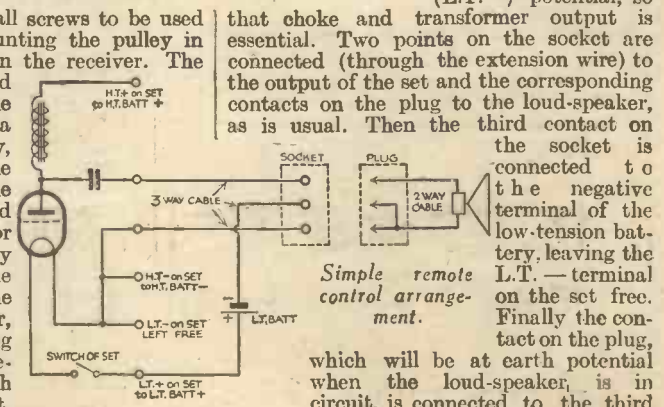 all screws to be used
unting the pulley in
n the receiver. The
(L.T. ) potential, so
that choke and transformer output is
essential. Two points on the socket are
connected (through the extension wire) to
the output of the set and the corresponding
contacts on the plug to the loud-speaker,
as is usual. Then the third contact on
the socket is
connected to
the negative
terminal of the
low-tension bat-
tery, leaving the
L.T. — terminal
on the set free.
Finally the con-
tact on the plug,
which will be at earth potential
when the loud-speaker, is in
circuit is connected to the third
H.T.+ on SET
to H.T. BATT +
SOCKET
PLUG
3 WAY CABLE
2 WAY
CABLE
H.T- on SET
to H.T. BATT-
L.T.- on SET
LEFT FREE
-
+
L.T. BATT
SWITCH OF SET
L.T.+ on SET
to L.T. BATT +
Simple remote
control arrange-
ment.